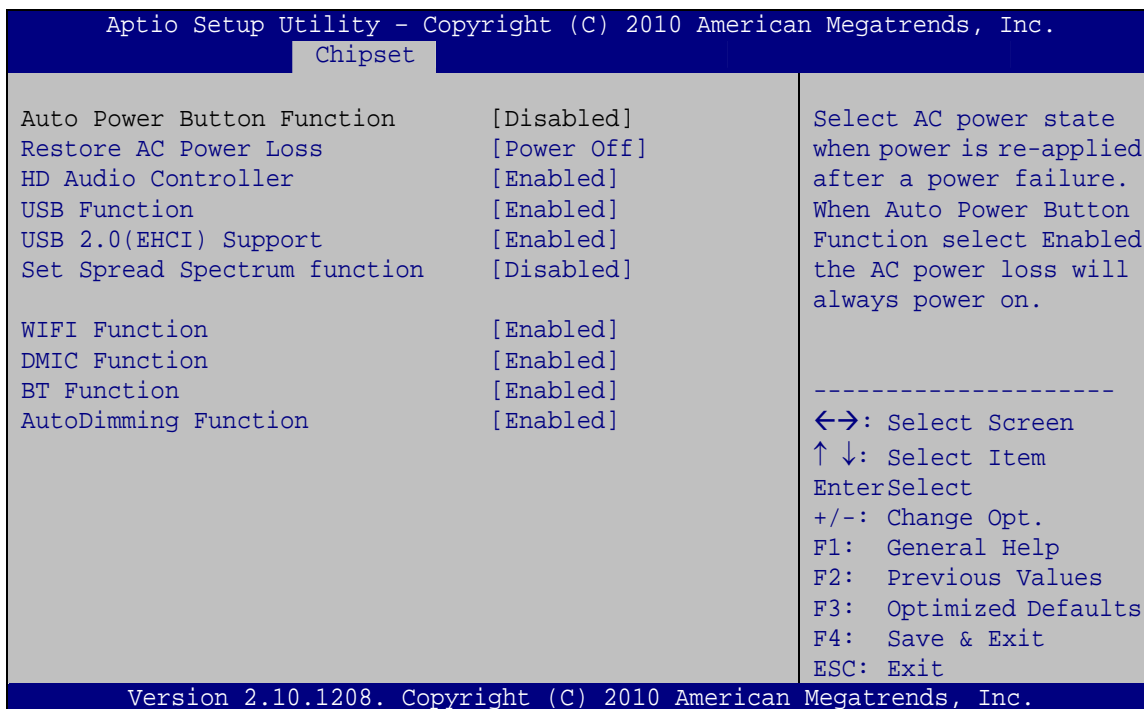 Aptio Setup Utility – Copyright (C) 2010 American Megatrends, Inc.
Chipset
Auto Power Button Function [Disabled]
Restore AC Power Loss [Power Off]
HD Audio Controller [Enabled]
USB Function [Enabled]
USB 2.0(EHCI) Support [Enabled]
Set Spread Spectrum function [Disabled]
WIFI Function [Enabled]
DMIC Function [Enabled]
BT Function [Enabled]
AutoDimming Function [Enabled]
Select AC power state
when power is re-applied
after a power failure.
When Auto Power Button
Function select Enabled
the AC power loss will
always power on.
---------------------
←→: Select Screen
↑ ↓: Select Item
EnterSelect
+/-: Change Opt.
F1: General Help
F2: Previous Values
F3: Optimized Defaults
F4: Save & Exit
ESC: Exit
Version 2.10.1208. Copyright (C) 2010 American Megatrends, Inc.